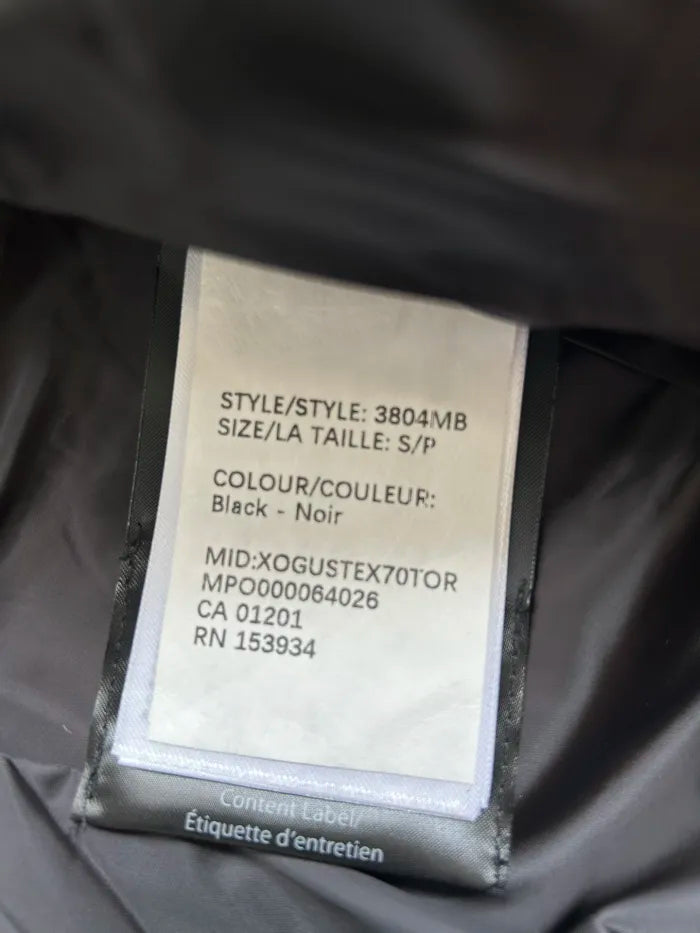 STYLE/STYLE: 3804MB
SIZE/LA TAILLE: S/P
COLOUR/COULEUR:
Black - Noir
MID:XOGUSTEX70TOR
MPO000064026
CA 01201
RN 153934
Content Label/
Étiquette d'entretien